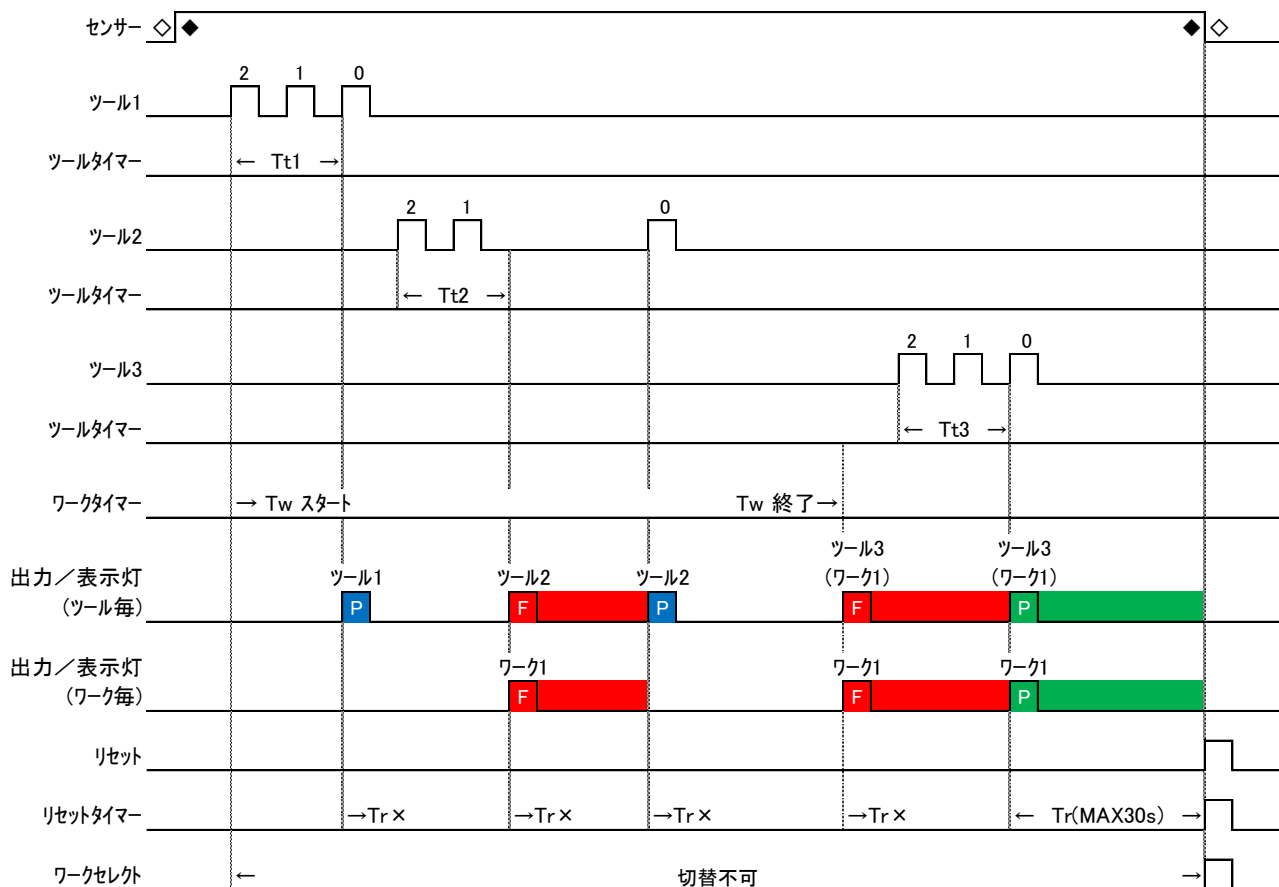 センサー ◇ ◆ ◆ ◇
2 1 0
ツール1
ツールタイマー ← Tt1 →
2 1 0
ツール2
ツールタイマー ← Tt2 →
2 1 0
ツール3
ツールタイマー ← Tt3 →
ワークタイマー → Tw スタート Tw 終了→
ツール3 ツール3
出力／表示灯 ツール1 ツール2 ツール2 (ワーク1) (ワーク1)
(ツール毎) P F P F P
出力／表示灯 ワーク1 ワーク1 ワーク1
(ワーク毎) F F P
リセット
リセットタイマー →Tr× →Tr× →Tr× →Tr× ← Tr(MAX30s) →
ワークセレクト ← 切替不可 →